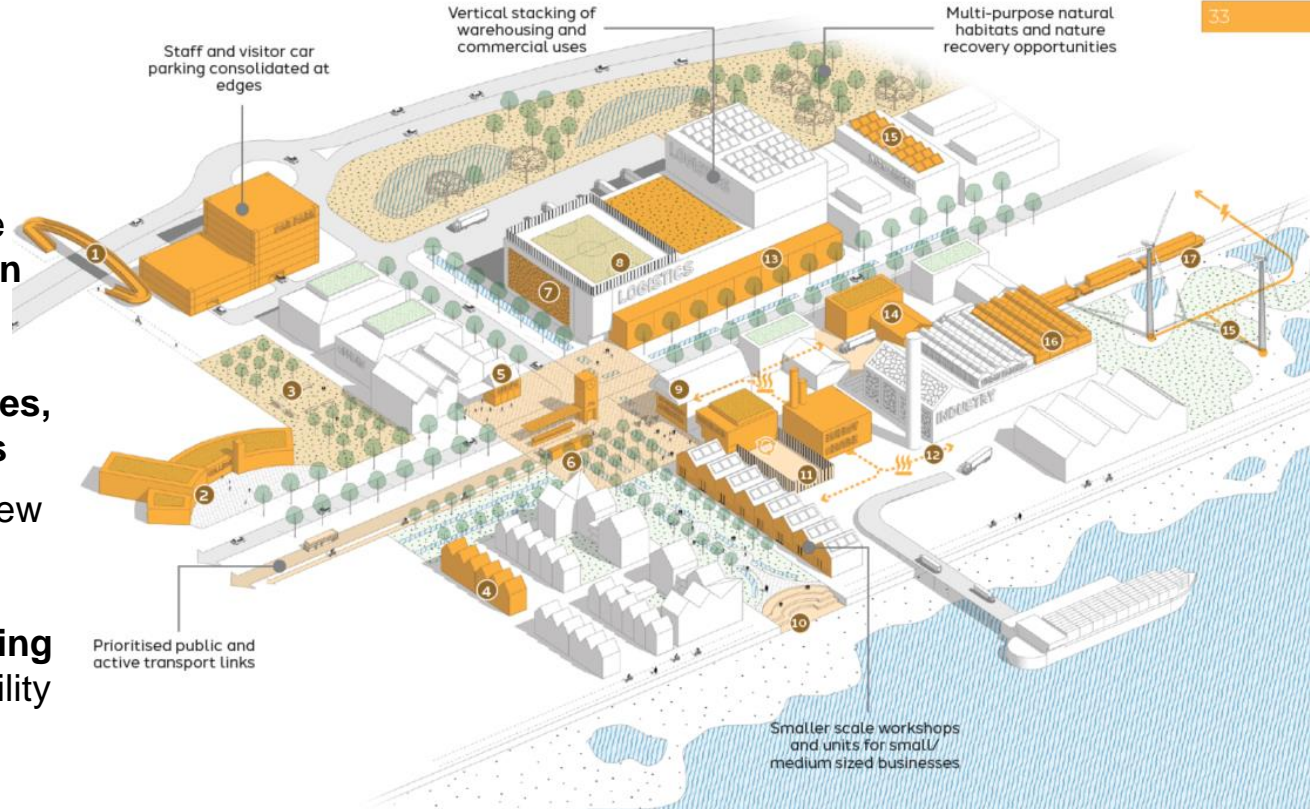 33
Vertical stacking of
warehousing and
commercial uses
Multi-purpose natural
habitats and nature
recovery opportunities
Staff and visitor car
parking consolidated at
edges
CAR PARK
LOGISTICS
LOGISTICS
INDUSTRY
es,
ew
ing
ility
1
2
3
4
5
6
7
8
9
10
11
12
13
14
15
15
16
17
Prioritised public and
active transport links
Smaller scale workshops
and units for small/
medium sized businesses